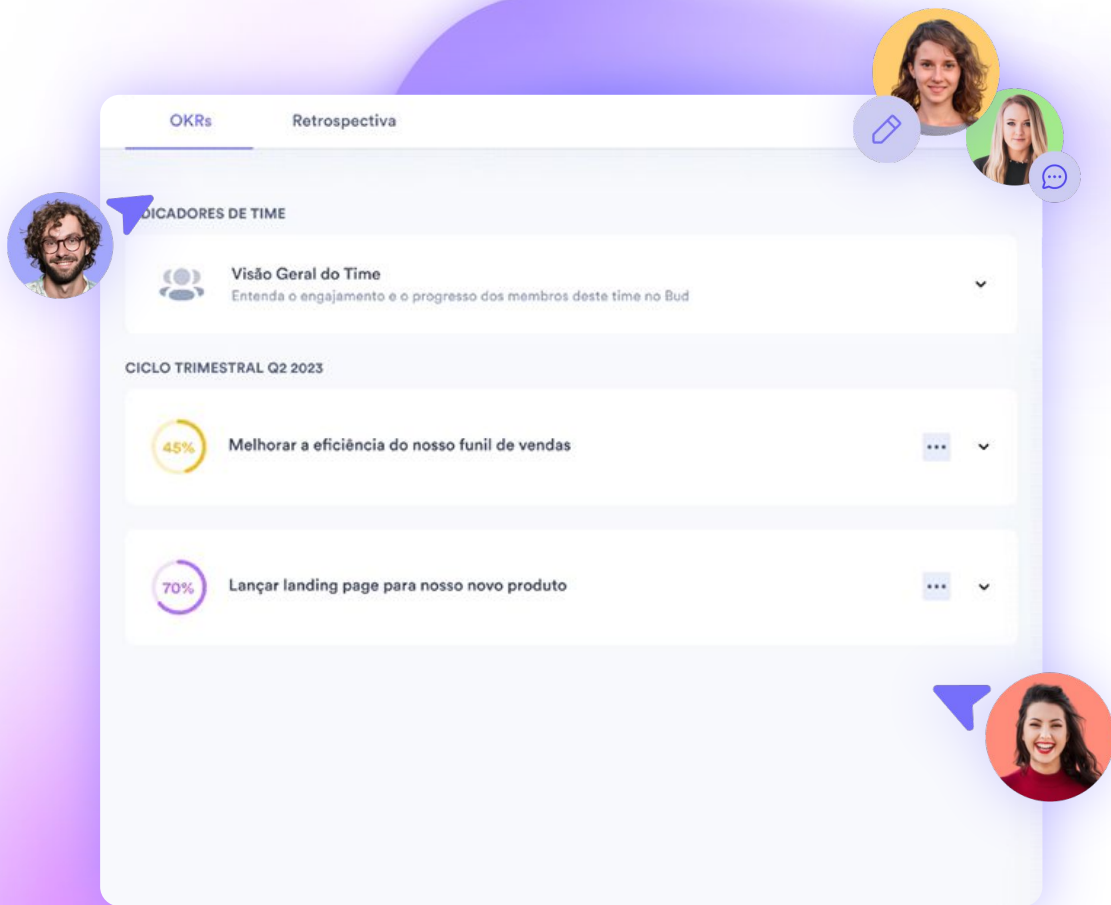 OKRs
Retrospectiva
DICADORES DE TIME
Visão Geral do Time
Entenda o engajamento e o progresso dos membros deste time no Bud
CICLO TRIMESTRAL Q2 2023
45%
Melhorar a eficiência do nosso funil de vendas
70%
Lançar landing page para nosso novo produto